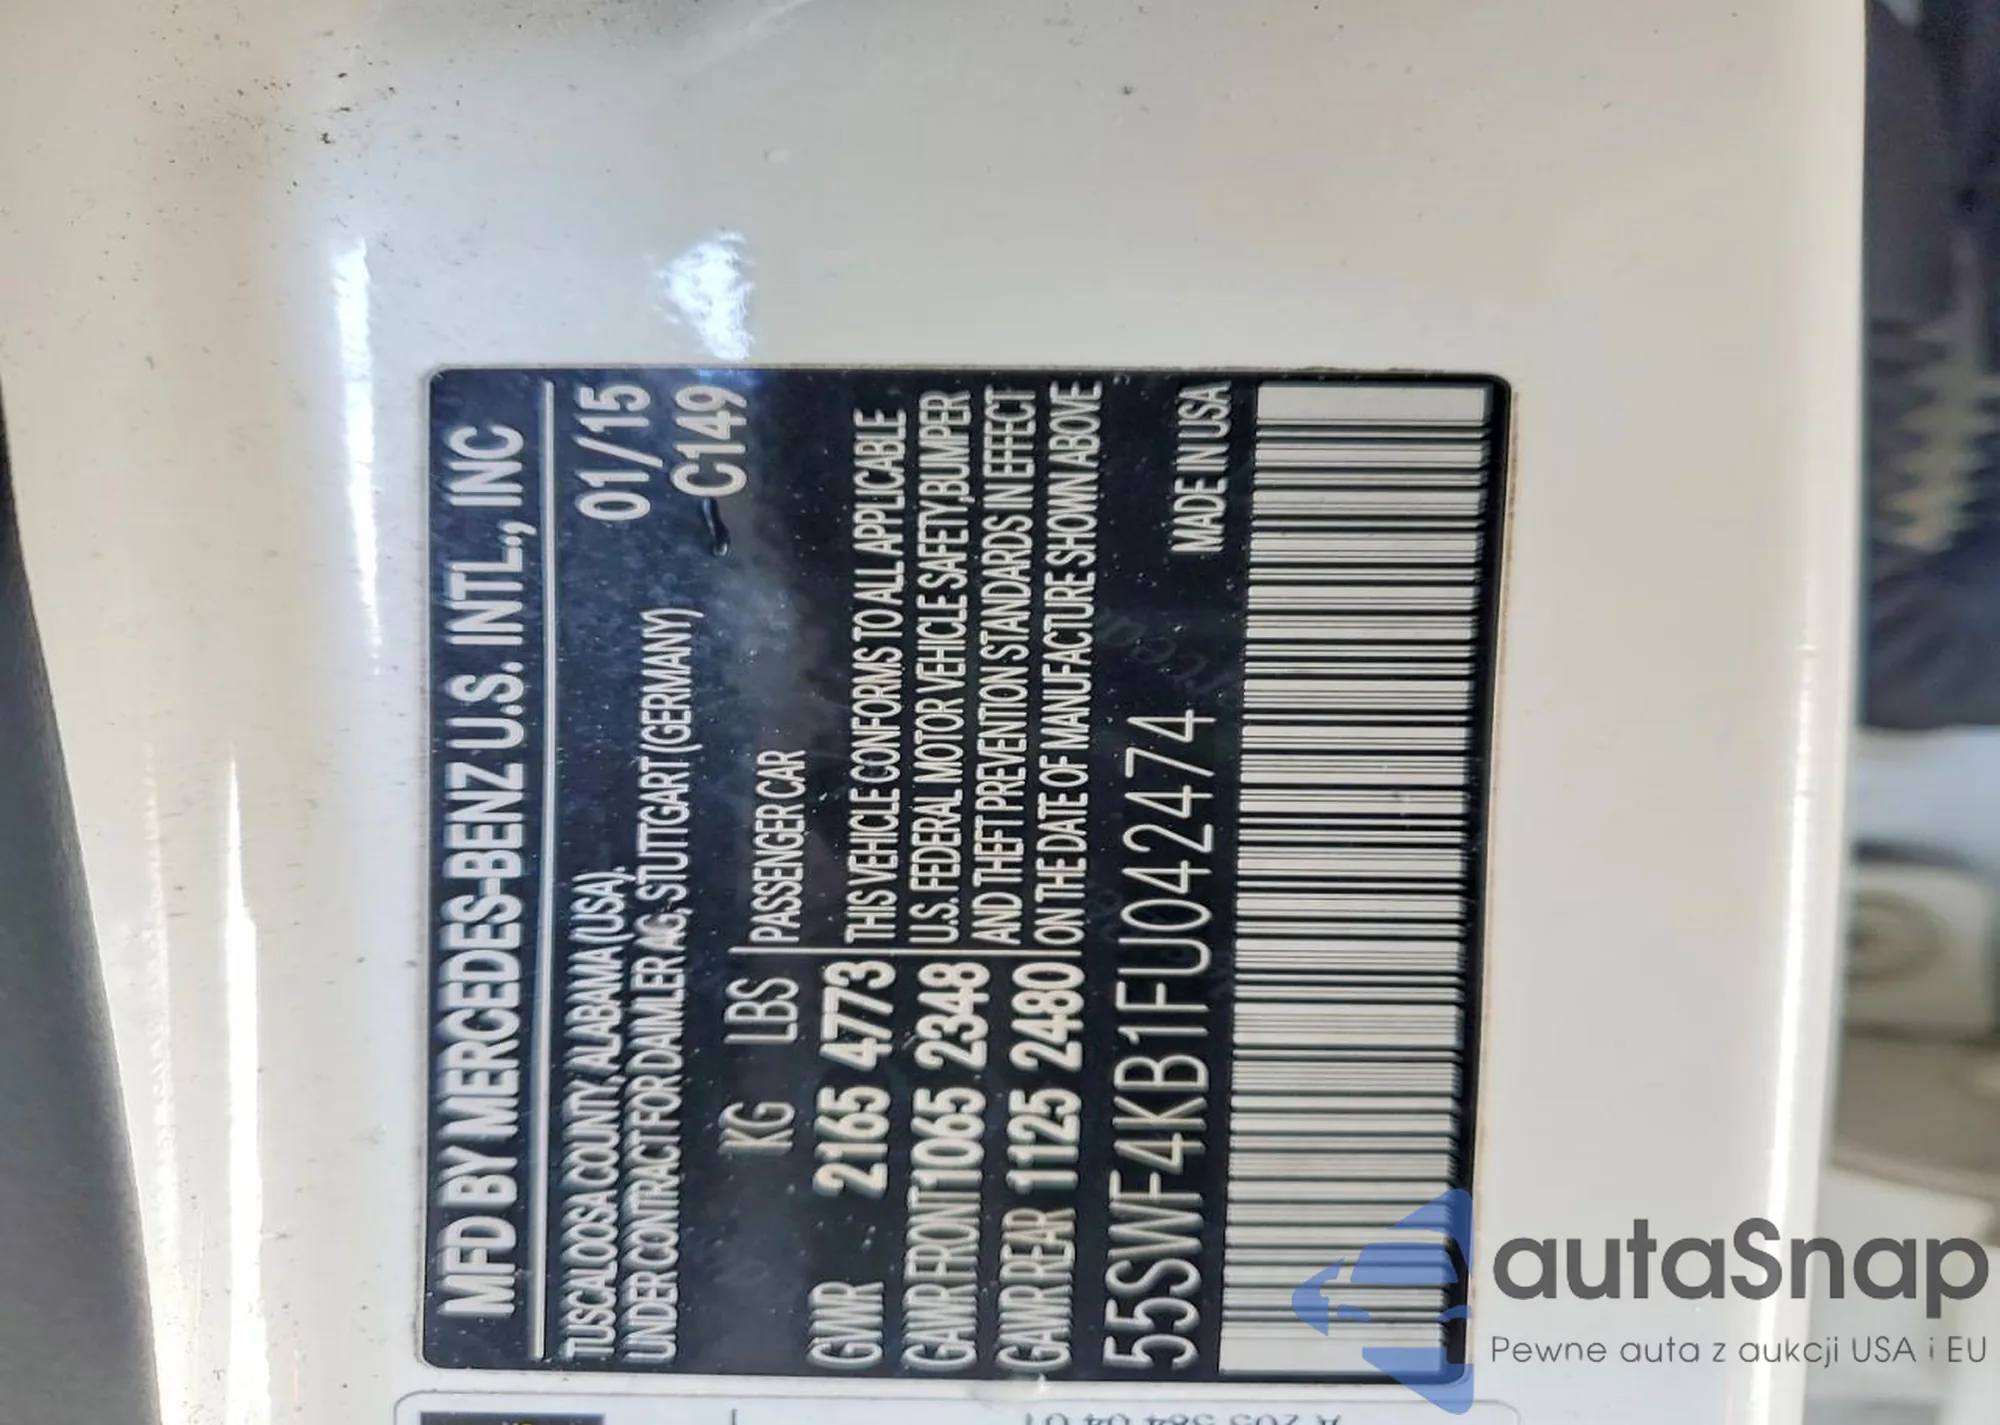 MFD BY MERCEDES-BENZ U.S. INTL., INC
TUSCALOOSA COUNTY, ALABAMA (USA), 01/15
UNDER CONTRACT FOR DAIMLER AG, STUTTGART (GERMANY) C149
KG LBS PASSENGER CAR
GVWR 2165 4773 THIS VEHICLE CONFORMS TO ALL APPLICABLE
GAWR FRONT 1065 2348 U.S. FEDERAL MOTOR VEHICLE SAFETY, BUMPER
AND THEFT PREVENTION STANDARDS IN EFFECT
GAWR REAR 1125 2480 ON THE DATE OF MANUFACTURE SHOWN ABOVE
55SWF4KB1FU042474 MADE IN USA
autaSnap
Pewne auta z aukcji USA i EU